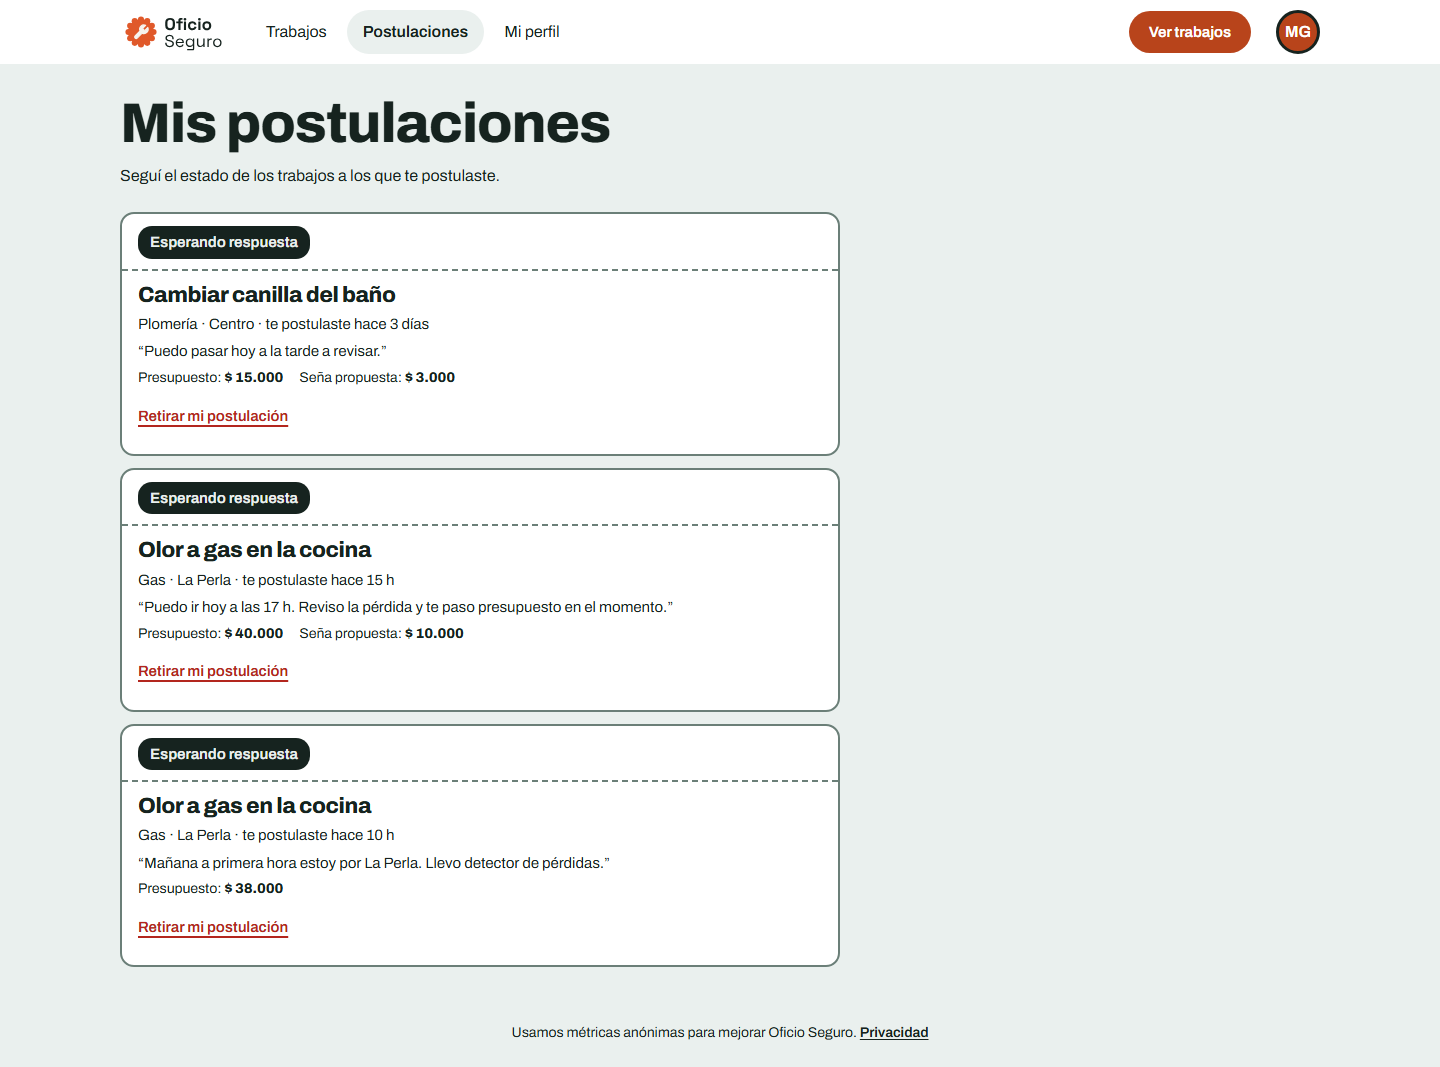 Oficio
Seguro
Trabajos
Postulaciones
Mi perfil
Ver trabajos
MG
Mis postulaciones
Seguí el estado de los trabajos a los que te postulaste.
Esperando respuesta
Cambiar canilla del baño
Plomería · Centro · te postulaste hace 3 días
“Puedo pasar hoy a la tarde a revisar.”
Presupuesto: $ 15.000 Seña propuesta: $ 3.000
Retirar mi postulación
Esperando respuesta
Olor a gas en la cocina
Gas · La Perla · te postulaste hace 15 h
“Puedo ir hoy a las 17 h. Reviso la pérdida y te paso presupuesto en el momento.”
Presupuesto: $ 40.000 Seña propuesta: $ 10.000
Retirar mi postulación
Esperando respuesta
Olor a gas en la cocina
Gas · La Perla · te postulaste hace 10 h
“Mañana a primera hora estoy por La Perla. Llevo detector de pérdidas.”
Presupuesto: $ 38.000
Retirar mi postulación
Usamos métricas anónimas para mejorar Oficio Seguro. Privacidad